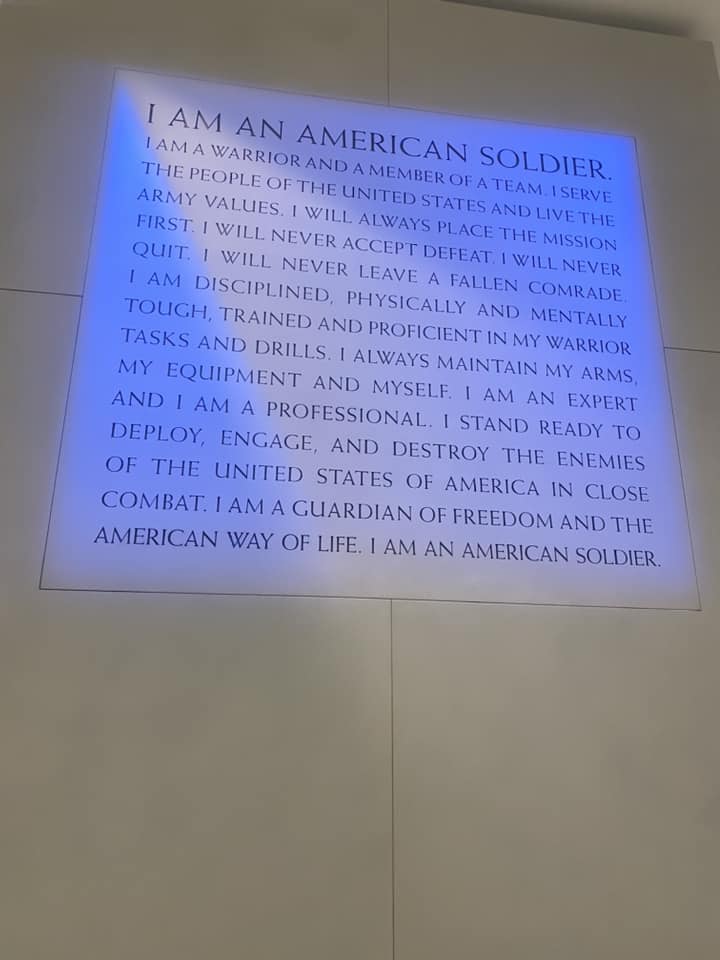 I AM AN AMERICAN SOLDIER.
I AM A WARRIOR AND A MEMBER OF A TEAM. I SERVE
THE PEOPLE OF THE UNITED STATES AND LIVE THE
ARMY VALUES. I WILL ALWAYS PLACE THE MISSION
FIRST. I WILL NEVER ACCEPT DEFEAT. I WILL NEVER
QUIT. I WILL NEVER LEAVE A FALLEN COMRADE.
I AM DISCIPLINED, PHYSICALLY AND MENTALLY
TOUGH, TRAINED AND PROFICIENT IN MY WARRIOR
TASKS AND DRILLS. I ALWAYS MAINTAIN MY ARMS,
MY EQUIPMENT AND MYSELF. I AM AN EXPERT
AND I AM A PROFESSIONAL. I STAND READY TO
DEPLOY, ENGAGE, AND DESTROY THE ENEMIES
OF THE UNITED STATES OF AMERICA IN CLOSE
COMBAT. I AM A GUARDIAN OF FREEDOM AND THE
AMERICAN WAY OF LIFE. I AM AN AMERICAN SOLDIER.